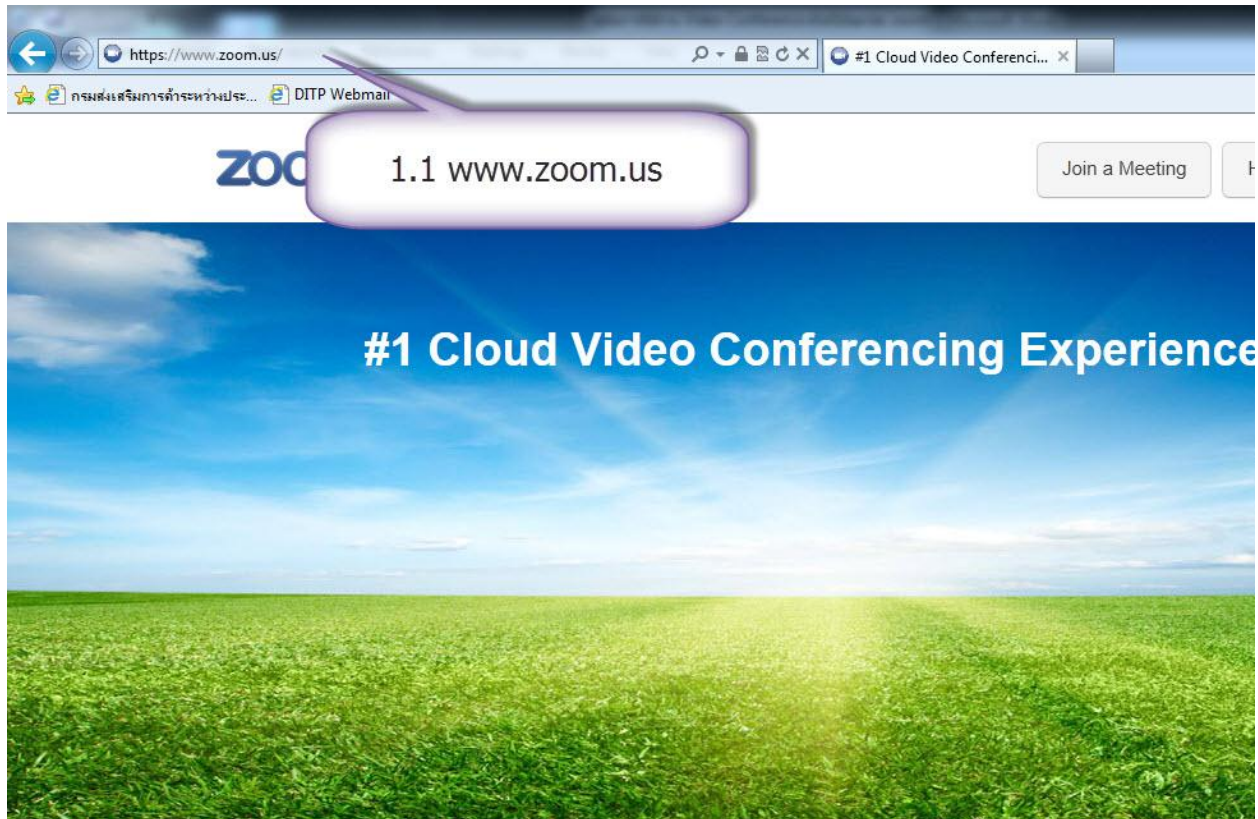 https://www.zoom.us/
#1 Cloud Video Conferenci...
กรมส่งเสริมการค้าระหว่างประ...
DITP Webmail
1.1 www.zoom.us
Join a Meeting
#1 Cloud Video Conferencing Experience